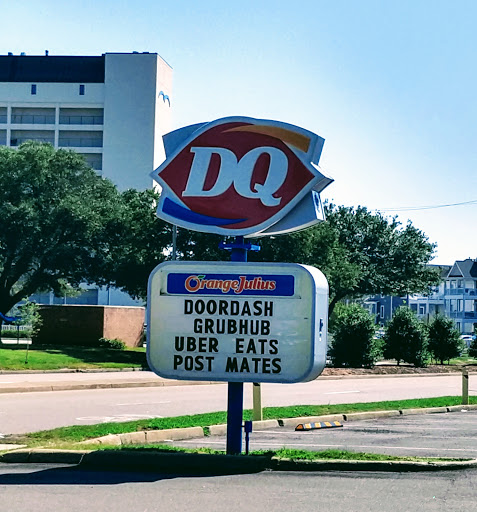 DQ
OrangeJulius
DOORDASH
GRUBHUB
UBER EATS
POST MATES